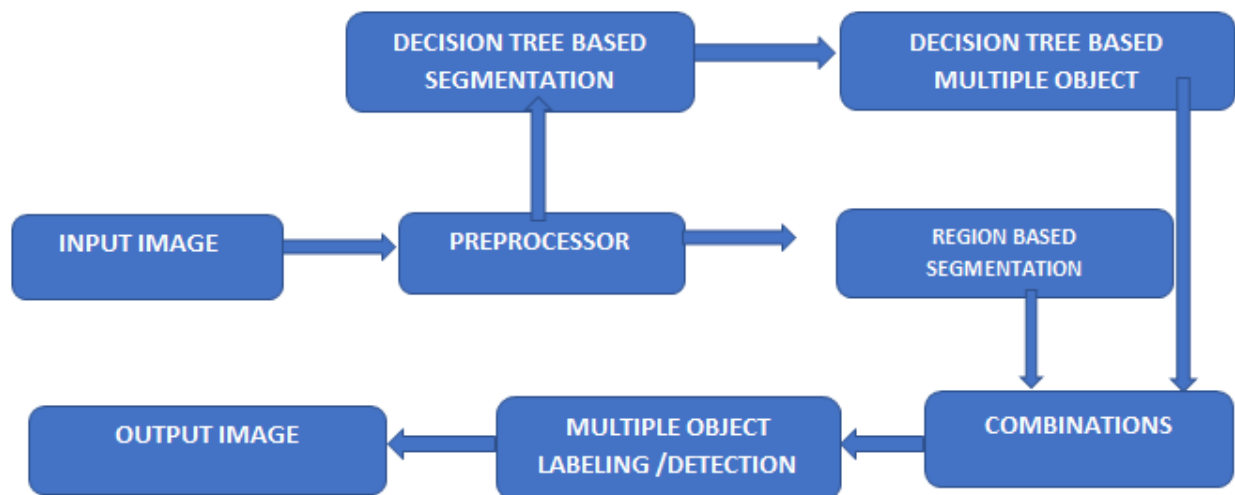 DECISION TREE BASED
SEGMENTATION
DECISION TREE BASED
MULTIPLE OBJECT
INPUT IMAGE
PREPROCESSOR
REGION BASED
SEGMENTATION
OUTPUT IMAGE
MULTIPLE OBJECT
LABELING /DETECTION
COMBINATIONS